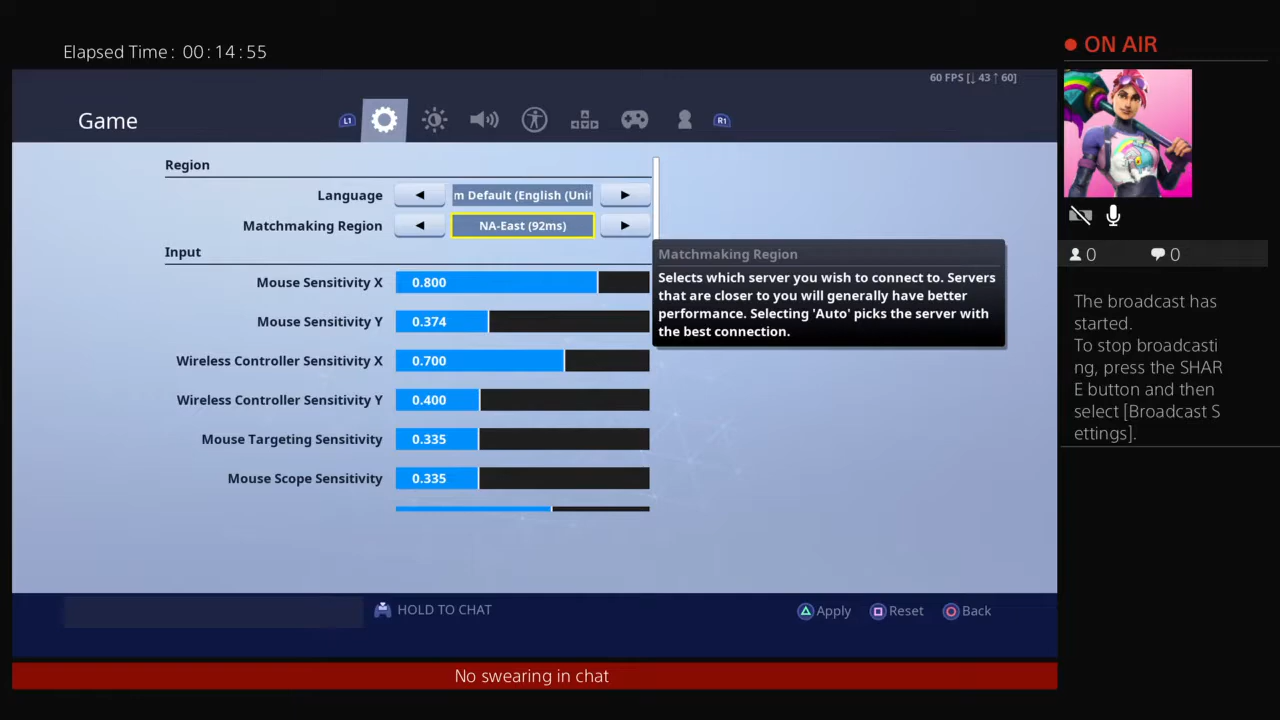 Elapsed Time: 00:14:55
ON AIR
60 FPS [↓ 43 ↑ 60]
Game
L1
R1
Region
Language
m Default (English (Uni
Matchmaking Region
NA-East (92ms)
Input
Mouse Sensitivity X
0.800
Mouse Sensitivity Y
0.374
Wireless Controller Sensitivity X
0.700
Wireless Controller Sensitivity Y
0.400
Mouse Targeting Sensitivity
0.335
Mouse Scope Sensitivity
0.335
Matchmaking Region
Selects which server you wish to connect to. Servers
that are closer to you will generally have better
performance. Selecting 'Auto' picks the server with
the best connection.
0
0
The broadcast has
started.
To stop broadcasti
ng, press the SHAR
E button and then
select [Broadcast S
ettings].
HOLD TO CHAT
Apply
Reset
Back
No swearing in chat